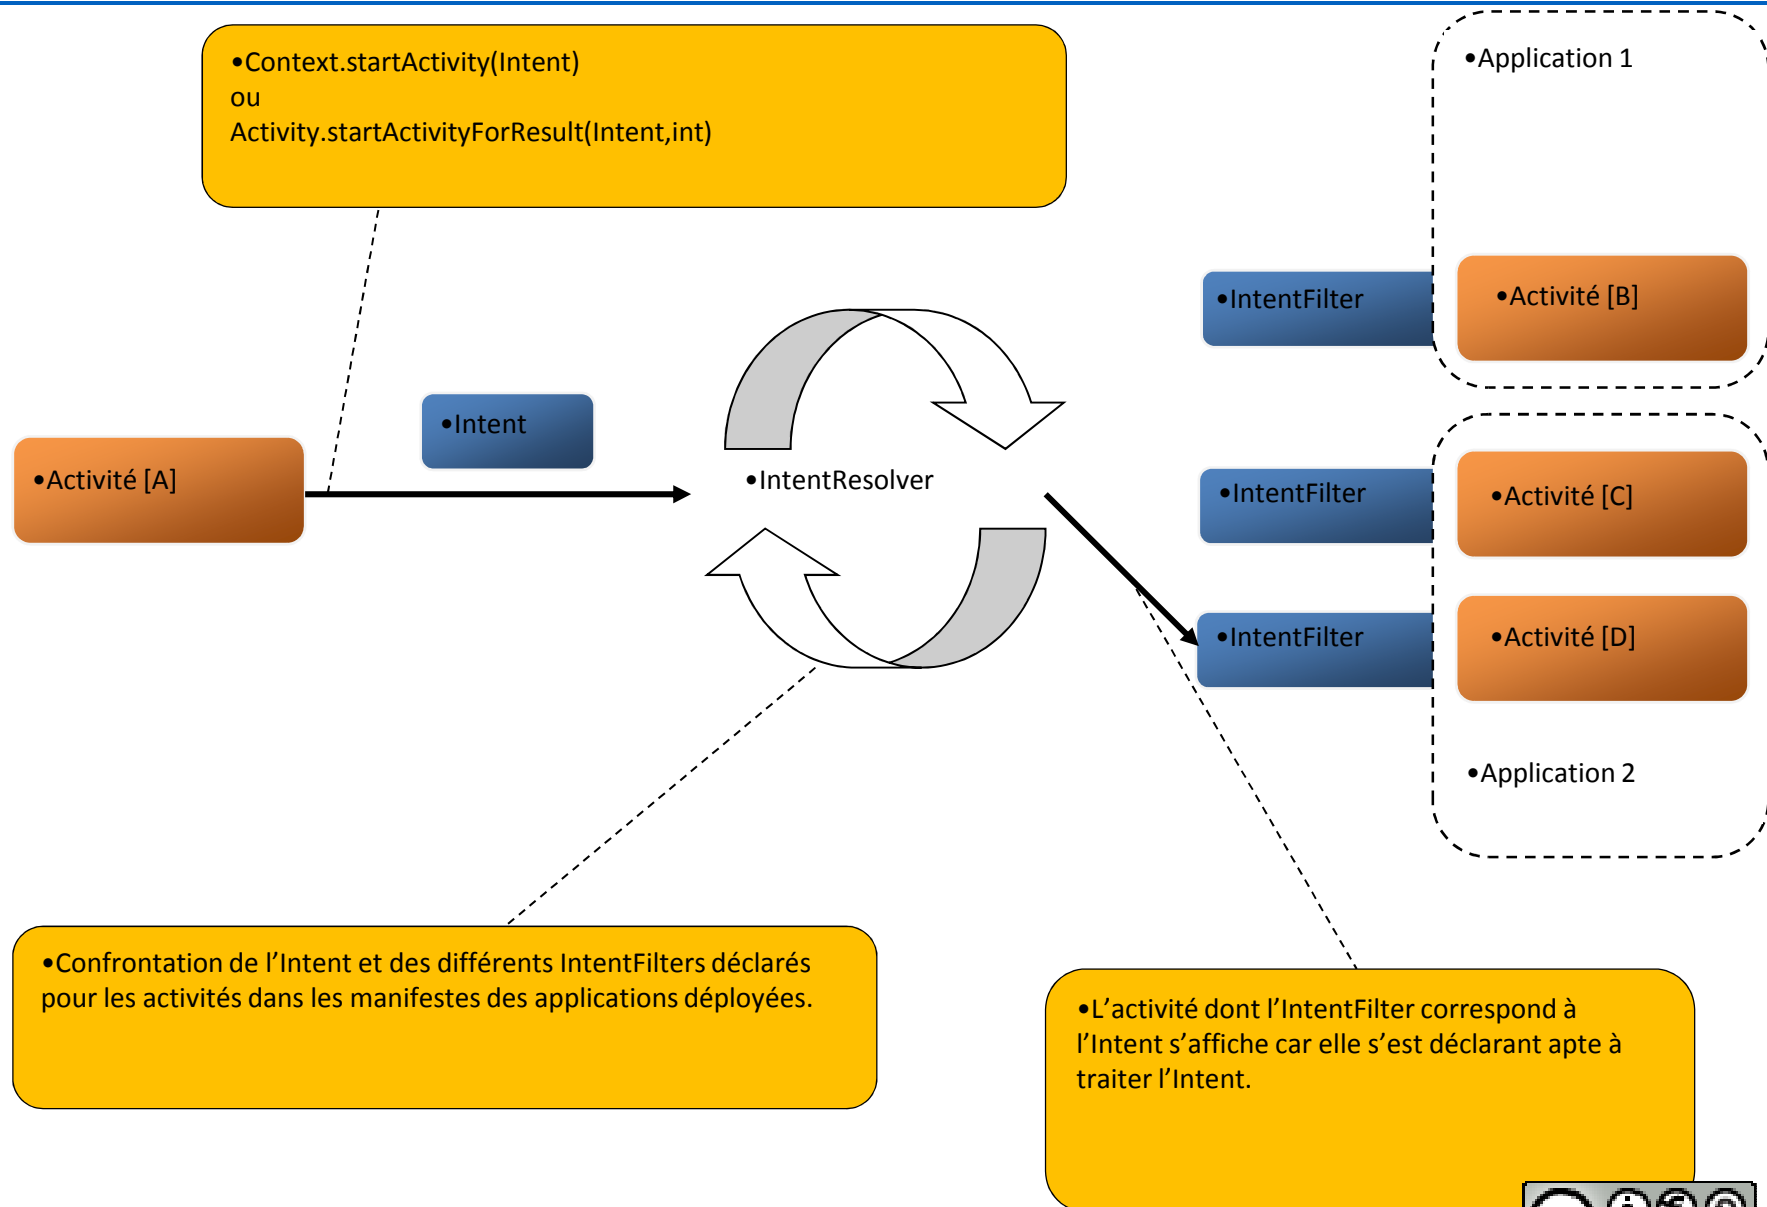 •Context.startActivity(Intent)
ou
Activity.startActivityForResult(Intent,int)
•Application 1
•IntentFilter
•Activité [B]
•Intent
•Activité [A]
•IntentResolver
•IntentFilter
•Activité [C]
•IntentFilter
•Activité [D]
•Application 2
•Confrontation de l’Intent et des différents IntentFilters déclarés
pour les activités dans les manifestes des applications déployées.
•L’activité dont l’IntentFilter correspond à
l’Intent s’affiche car elle s’est déclarant apte à
traiter l’Intent.